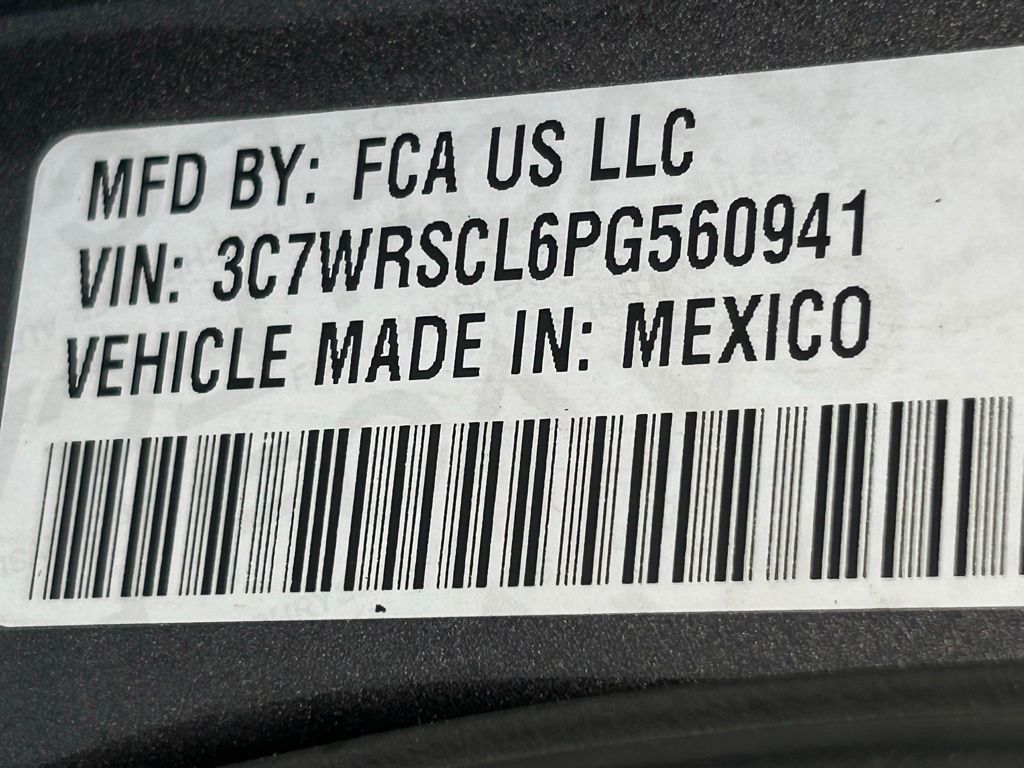 MFD BY: FCA US LLC
VIN: 3C7WRSCL6PG560941
VEHICLE MADE IN: MEXICO